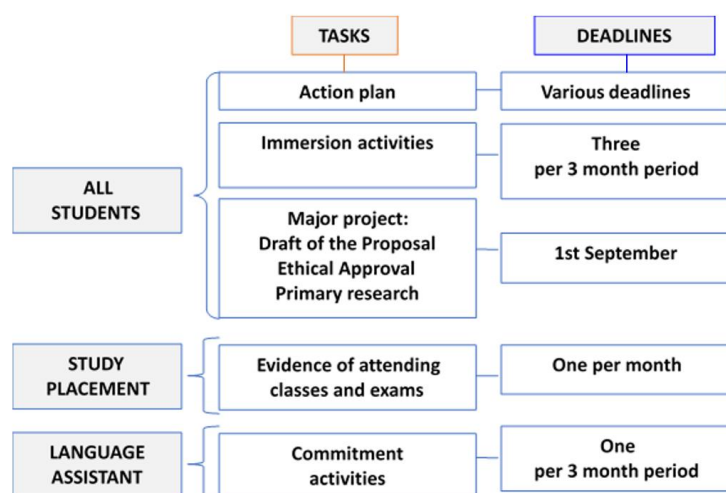 TASKS
DEADLINES
ALL
STUDENTS
Action plan
Various deadlines
Immersion activities
Three
per 3 month period
Major project:
Draft of the Proposal
Ethical Approval
Primary research
1st September
STUDY
PLACEMENT
Evidence of attending
classes and exams
One per month
LANGUAGE
ASSISTANT
Commitment
activities
One
per 3 month period